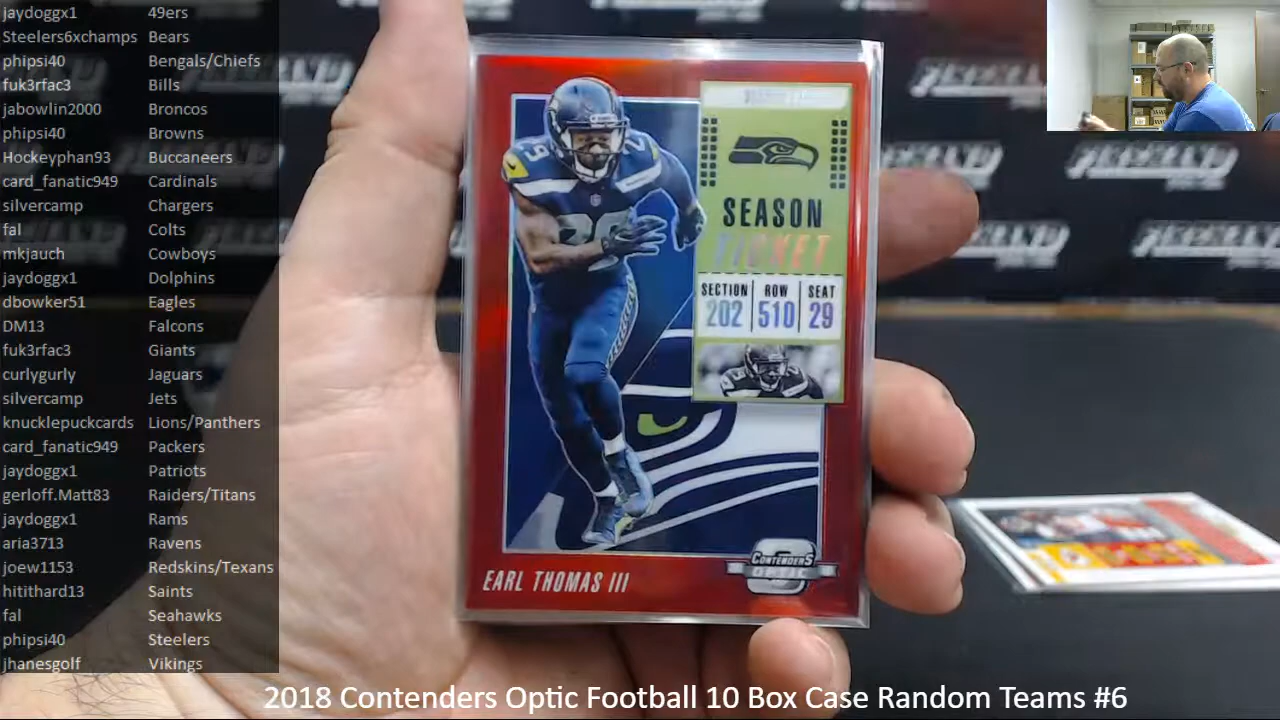 jaydoggx1 49ers
Steelers6xchamps Bears
phipsi40 Bengals/Chiefs
fuk3rfac3 Bills
jabowlin2000 Broncos
phipsi40 Browns
Hockeyphan93 Buccaneers
card_fanatic949 Cardinals
silvercamp Chargers
fal Colts
mkjauch Cowboys
jaydoggx1 Dolphins
dbowker51 Eagles
DM13 Falcons
fuk3rfac3 Giants
curlygurly Jaguars
silvercamp Jets
knucklepuckcards Lions/Panthers
card_fanatic949 Packers
jaydoggx1 Patriots
gerloff.Matt83 Raiders/Titans
jaydoggx1 Rams
aria3713 Ravens
joew1153 Redskins/Texans
hitithard13 Saints
fal Seahawks
phipsi40 Steelers
jhanesgolf Vikings
SEASON
TICKET
SECTION ROW SEAT
202 510 29
CONTENDERS
OPTIC
EARL THOMAS III
2018 Contenders Optic Football 10 Box Case Random Teams #6